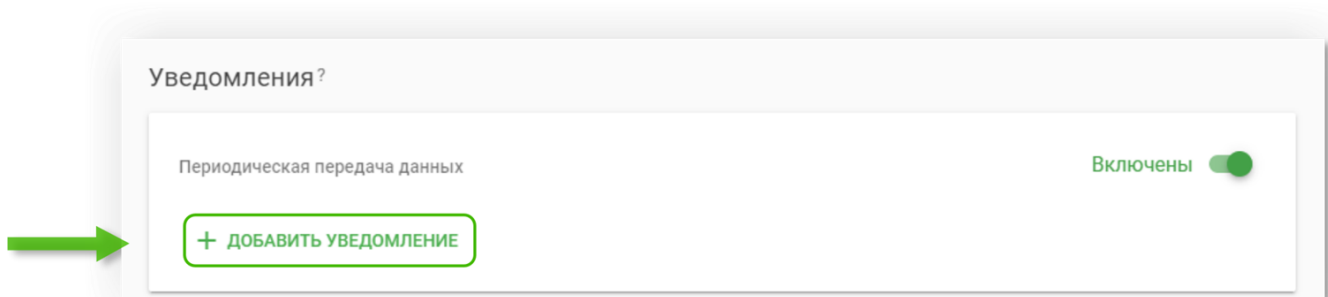 Уведомления?
Периодическая передача данных
Включены
+ ДОБАВИТЬ УВЕДОМЛЕНИЕ